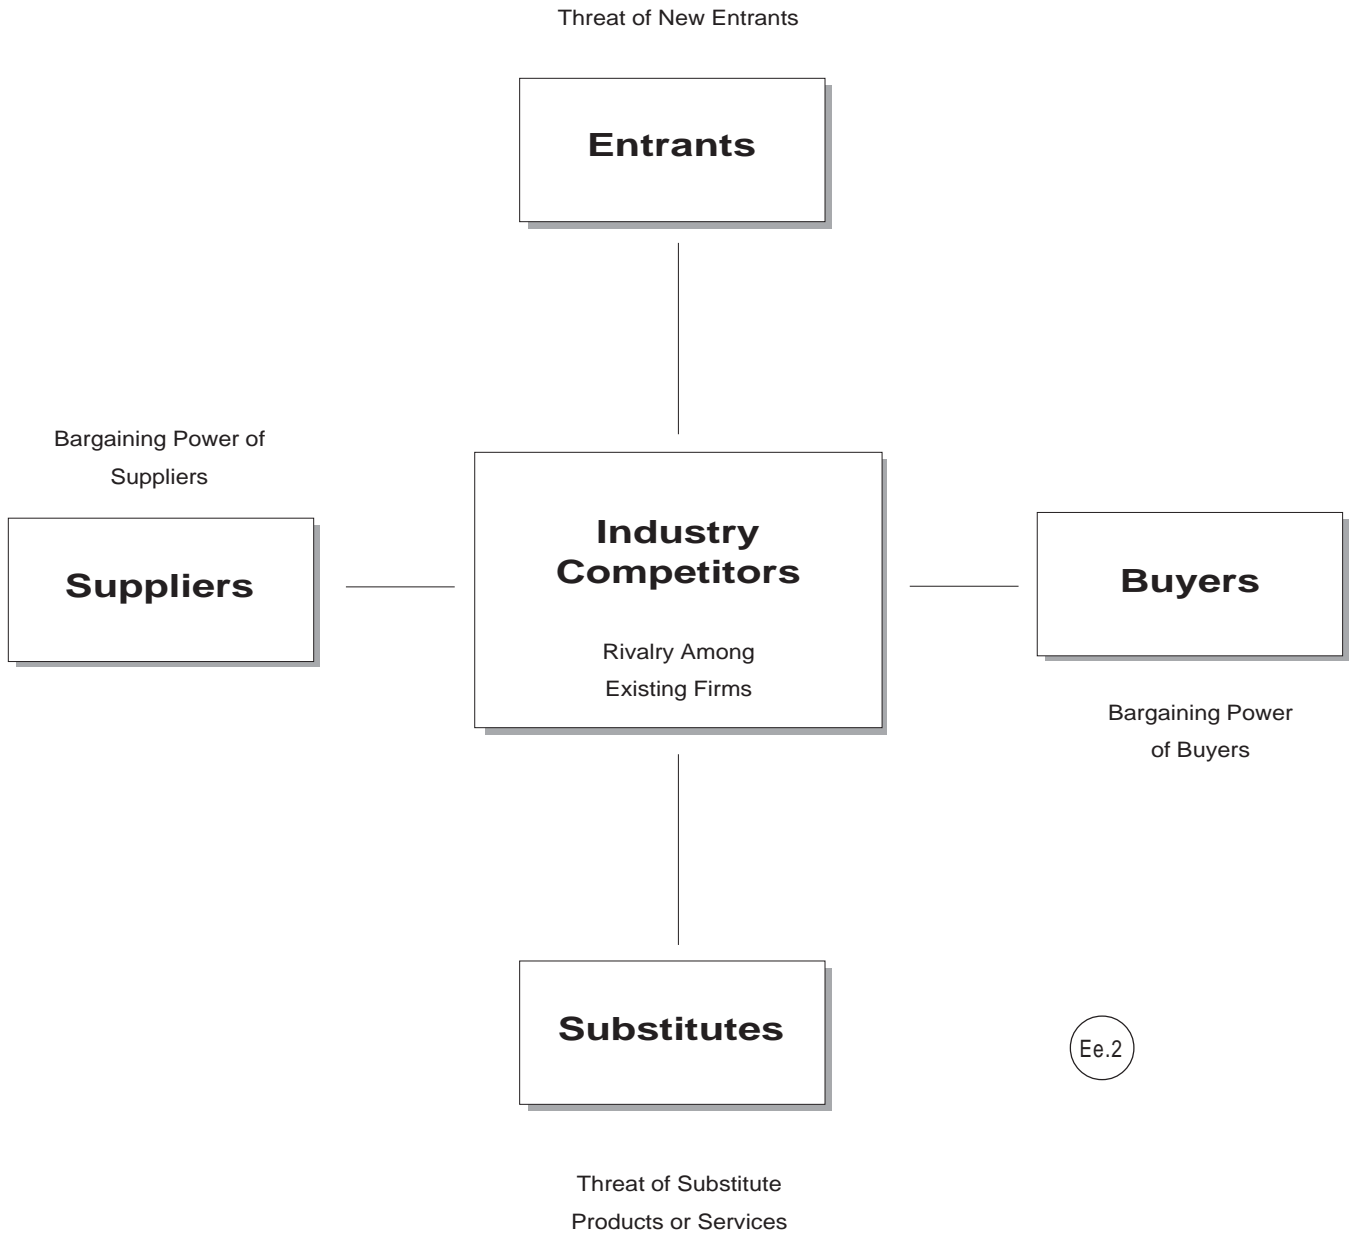 Threat of New Entrants
Entrants
Bargaining Power of
Suppliers
Suppliers
Industry
Competitors
Rivalry Among
Existing Firms
Buyers
Bargaining Power
of Buyers
Substitutes
Ee.2
Threat of Substitute
Products or Services